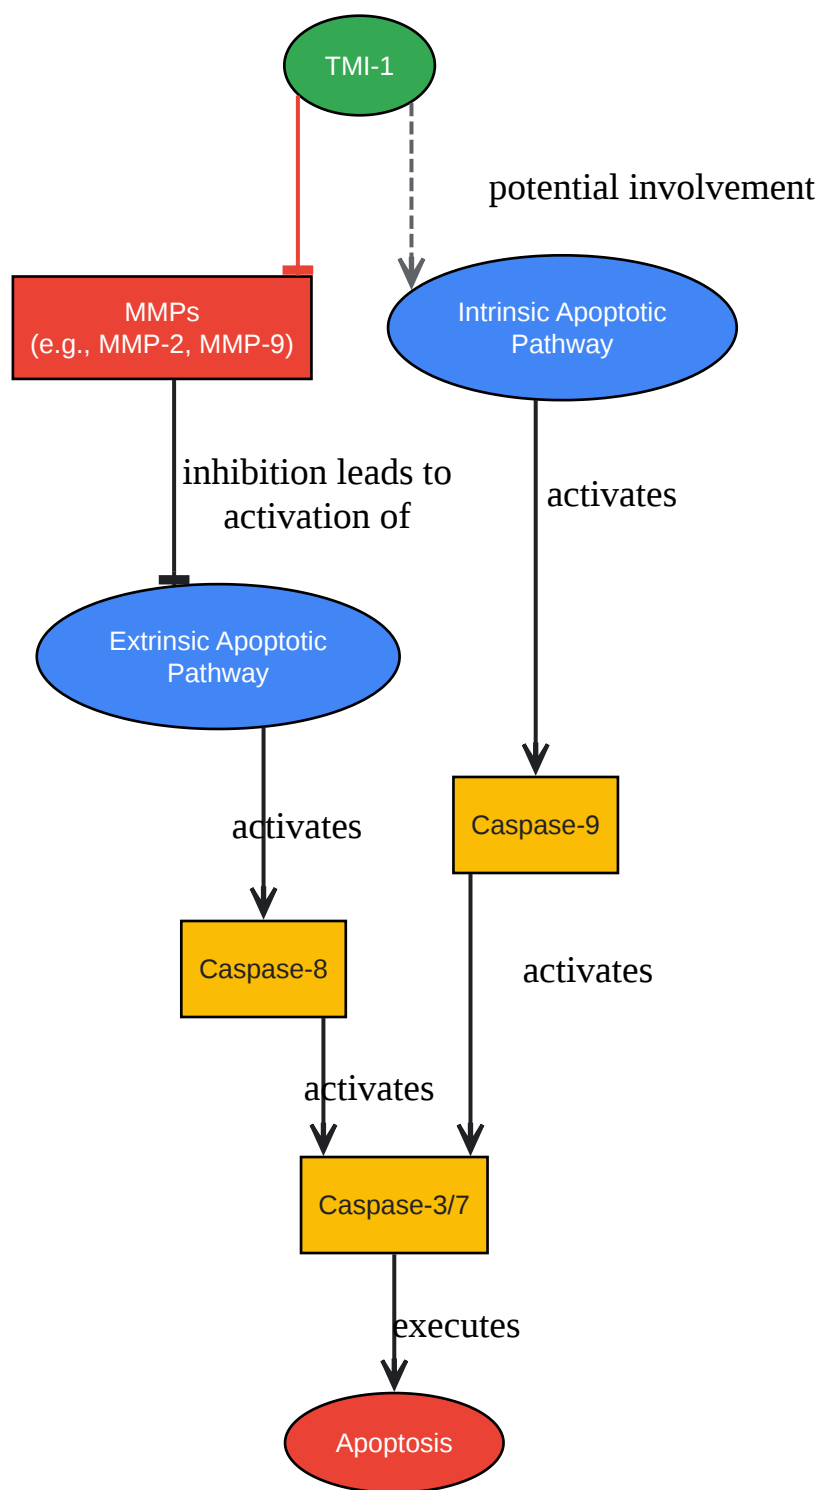 TMI-1
potential involvement
MMPs
(e.g., MMP-2, MMP-9)
Intrinsic Apoptotic
Pathway
inhibition leads to
activation of
activates
Extrinsic Apoptotic
Pathway
activates
Caspase-9
Caspase-8
activates
activates
Caspase-3/7
executes
Apoptosis